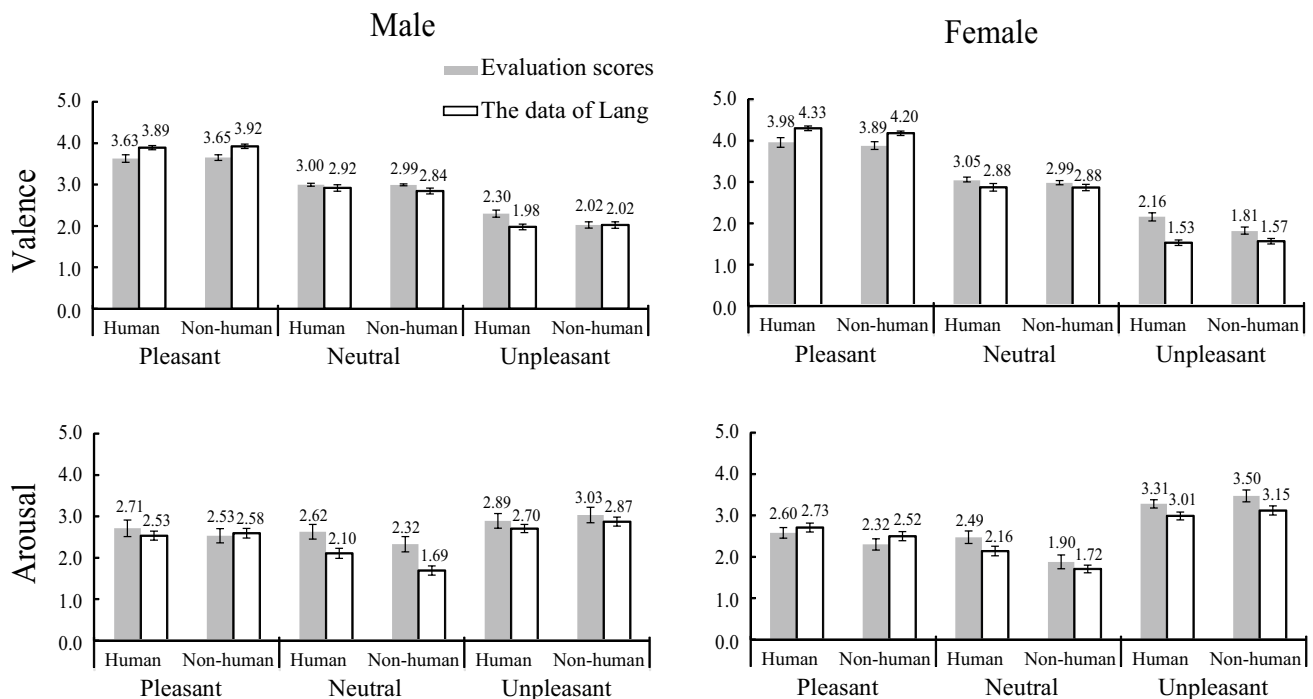 Male
Female
Evaluation scores
The data of Lang
Valence
5.0
4.0
3.0
2.0
1.0
0.0
3.63 3.89 3.65 3.92 3.00 2.92 2.99 2.84 2.30 1.98 2.02 2.02
Human Non-human Human Non-human Human Non-human
Pleasant Neutral Unpleasant
5.0
4.0
3.0
2.0
1.0
0.0
3.98 4.33 3.89 4.20 3.05 2.88 2.99 2.88 2.16 1.53 1.81 1.57
Human Non-human Human Non-human Human Non-human
Pleasant Neutral Unpleasant
Arousal
5.0
4.0
3.0
2.0
1.0
0.0
2.71 2.53 2.53 2.58 2.62 2.10 2.32 1.69 2.89 2.70 3.03 2.87
Human Non-human Human Non-human Human Non-human
Pleasant Neutral Unpleasant
5.0
4.0
3.0
2.0
1.0
0.0
2.60 2.73 2.32 2.52 2.49 2.16 1.90 1.72 3.31 3.01 3.50 3.15
Human Non-human Human Non-human Human Non-human
Pleasant Neutral Unpleasant